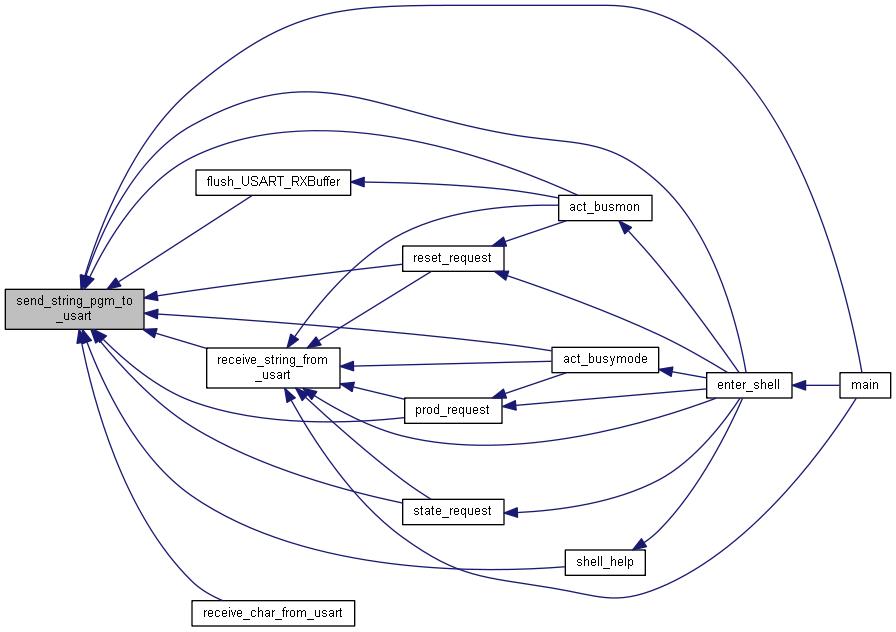 flush_USART_RXBuffer
act_busmon
reset_request
send_string_pgm_to
_usart
receive_string_from
_usart
act_busymode
enter_shell
main
prod_request
state_request
shell_help
receive_char_from_usart